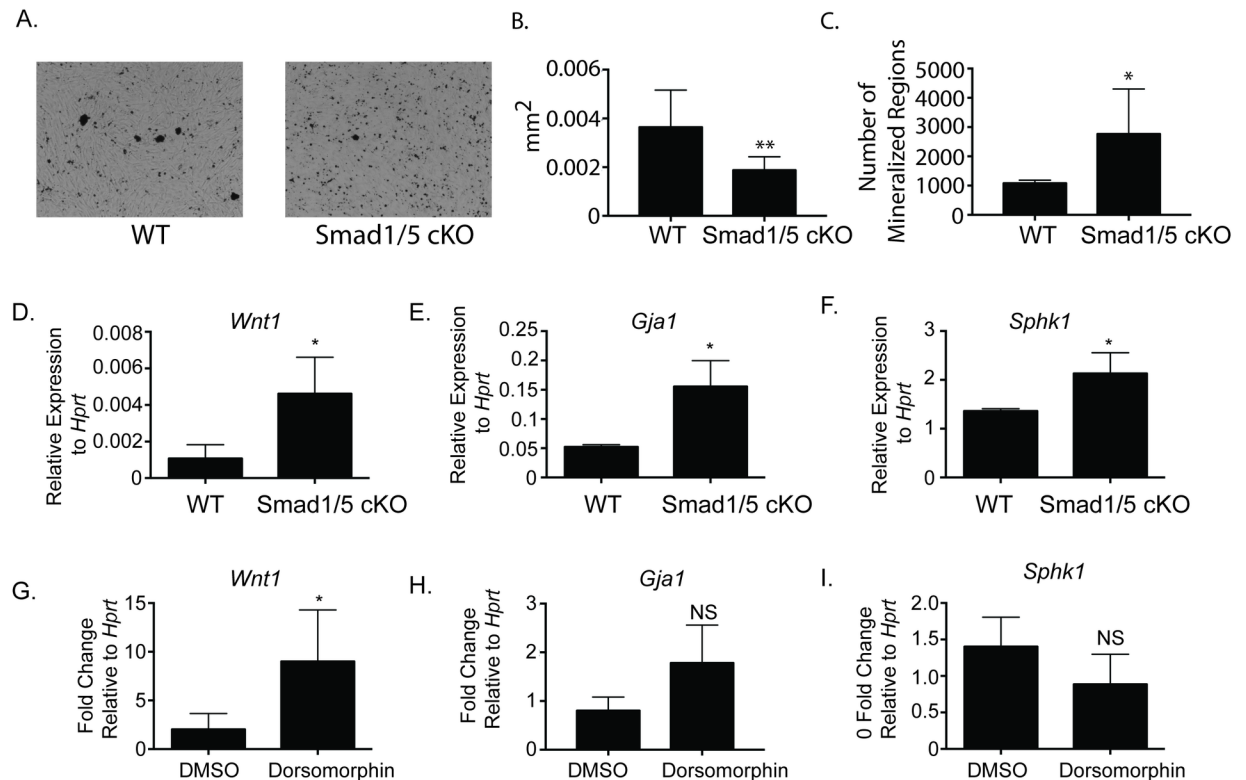 A.
WT
Smad1/5 cKO
B.
mm2
0.006
0.004
0.002
0
**
WT
Smad1/5 cKO
C.
Number of
Mineralized Regions
5000
4000
3000
2000
1000
0
*
WT
Smad1/5 cKO
D.
Wnt1
Relative Expression
to Hprt
0.008
0.006
0.004
0.002
0
*
WT
Smad1/5 cKO
E.
Gja1
Relative Expression
to Hprt
0.25
0.2
0.15
0.1
0.05
0
*
WT
Smad1/5 cKO
F.
Sphk1
Relative Expression
to Hprt
3
2
1
0
*
WT
Smad1/5 cKO
G.
Wnt1
Fold Change
Relative to Hprt
15
10
5
0
*
DMSO
Dorsomorphin
H.
Gja1
Fold Change
Relative to Hprt
3
2
1
0
NS
DMSO
Dorsomorphin
I.
Sphk1
0 Fold Change
Relative to Hprt
2.0
1.5
1.0
0.5
0
NS
DMSO
Dorsomorphin